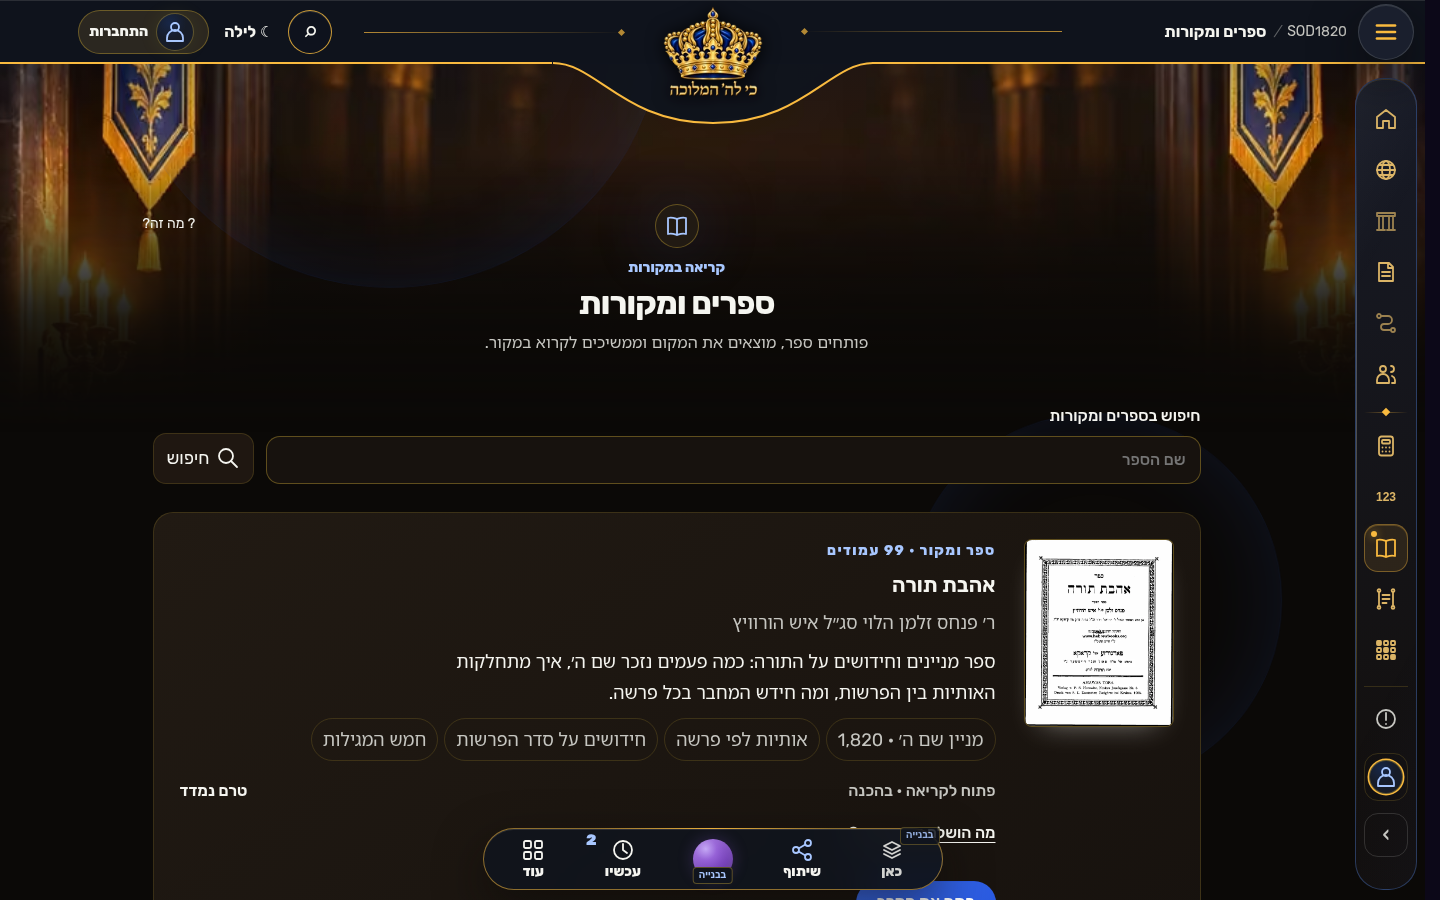 SOD1820 / ספרים ומקורות
כי לה' המלוכה
☾ לילה
התחברות
? מה זה?
קריאה במקורות
ספרים ומקורות
פותחים ספר, מוצאים את המקום וממשיכים לקרוא במקור.
חיפוש בספרים ומקורות
שם הספר
חיפוש
123
ספר ומקור • 99 עמודים
אהבת תורה
ר׳ פנחס זלמן הלוי סג״ל איש הורוויץ
ספר מניינים וחידושים על התורה: כמה פעמים נזכר שם ה׳, איך מתחלקות
האותיות בין הפרשות, ומה חידש המחבר בכל פרשה.
מניין שם ה׳ • 1,820
אותיות לפי פרשה
חידושים על סדר הפרשות
חמש המגילות
פתוח לקריאה • בהכנה
טרם נמדד
ספר
אהבת תורה
מה
בבנייה
כאן
שיתוף
בבנייה
עכשיו
2
עוד